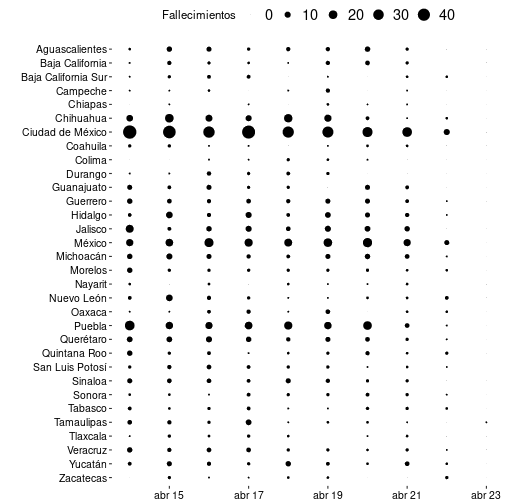 Fallecimientos 0 10 20 30 40
Aguascalientes
Baja California
Baja California Sur
Campeche
Chiapas
Chihuahua
Ciudad de México
Coahuila
Colima
Durango
Guanajuato
Guerrero
Hidalgo
Jalisco
México
Michoacán
Morelos
Nayarit
Nuevo León
Oaxaca
Puebla
Querétaro
Quintana Roo
San Luis Potosí
Sinaloa
Sonora
Tabasco
Tamaulipas
Tlaxcala
Veracruz
Yucatán
Zacatecas
abr 15 abr 17 abr 19 abr 21 abr 23